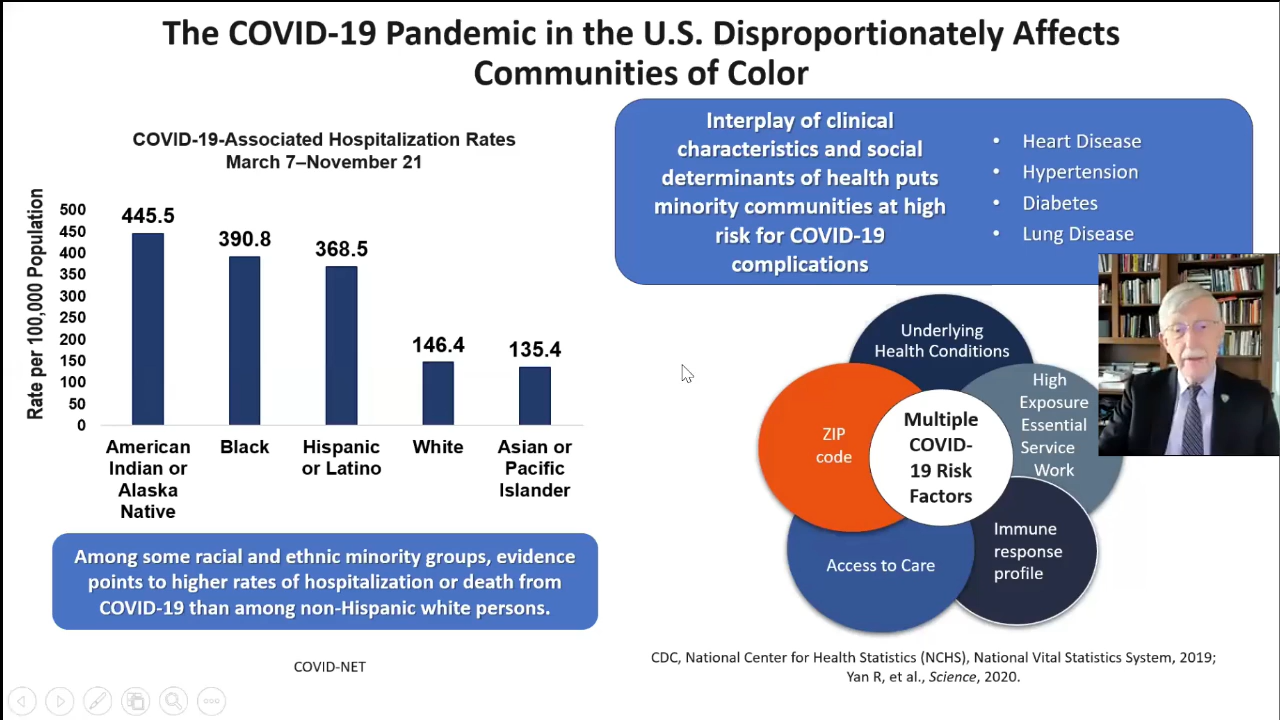 The COVID-19 Pandemic in the U.S. Disproportionately Affects
Communities of Color
COVID-19-Associated Hospitalization Rates
March 7–November 21
Rate per 100,000 Population
500
450
400
350
300
250
200
150
100
50
0
445.5
390.8
368.5
146.4
135.4
American
Indian or
Alaska
Native
Black
Hispanic
or Latino
White
Asian or
Pacific
Islander
Among some racial and ethnic minority groups, evidence
points to higher rates of hospitalization or death from
COVID-19 than among non-Hispanic white persons.
COVID-NET
Interplay of clinical
characteristics and social
determinants of health puts
minority communities at high
risk for COVID-19
complications
• Heart Disease
• Hypertension
• Diabetes
• Lung Disease
Underlying
Health Conditions
High
Exposure
Essential
Service
Work
ZIP
code
Multiple
COVID-
19 Risk
Factors
Immune
response
profile
Access to Care
CDC, National Center for Health Statistics (NCHS), National Vital Statistics System, 2019;
Yan R, et al., Science, 2020.